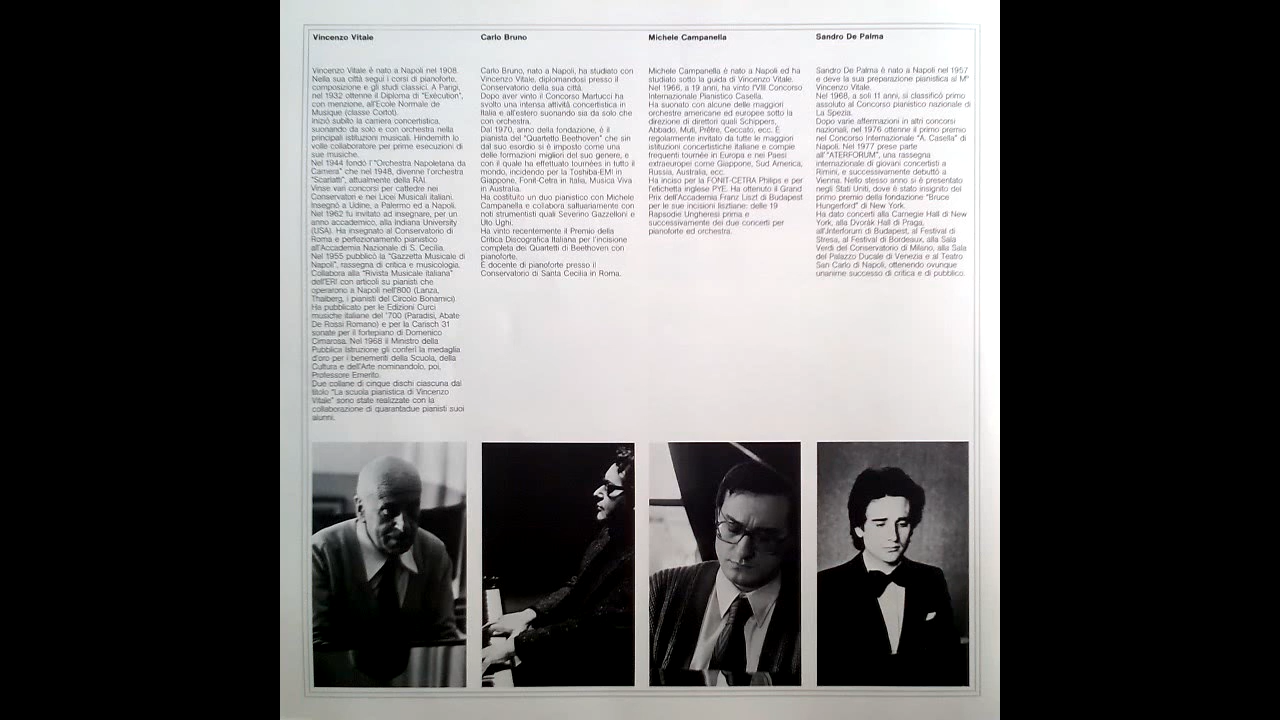 Vincenzo Vitale
Vincenzo Vitale è nato a Napoli nel 1908.
Nella sua città seguì i corsi di pianoforte,
composizione e gli studi classici. A Parigi,
nel 1932 ottenne il Diploma di "Exécution",
con menzione, all'Ecole Normale de
Musique (classe Cortot).
Iniziò subito la carriera concertistica,
suonando da solo e con orchestra nella
principali istituzioni musicali. Hindemith lo
volle collaboratore per prime esecuzioni di
sue musiche.
Nel 1944 fondò l'"Orchestra Napoletana da
Camera" che nel 1948, divenne l'orchestra
"Scarlatti", attualmente della RAI.
Vinse vari concorsi per cattedre nei
Conservatori e nei Licei Musicali italiani.
Insegnò a Udine, a Palermo ed a Napoli.
Nel 1962 fu invitato ad insegnare, per un
anno accademico, alla Indiana University
(USA). Ha insegnato al Conservatorio di
Roma e perfezionamento pianistico
all'Accademia Nazionale di S. Cecilia.
Nel 1955 pubblicò la "Gazzetta Musicale di
Napoli", rassegna di critica e musicologia.
Collabora alla "Rivista Musicale Italiana"
dell'ERI con articoli su pianisti che
operarono a Napoli nell'800 (Lanza,
Thalberg, i pianisti del Circolo Bonamici).
Ha pubblicato per le Edizioni Curci
musiche italiane del '700 (Paradisi, Abate
De Rossi Romano) e per la Carisch 31
sonate per il fortepiano di Domenico
Cimarosa. Nel 1968 il Ministro della
Pubblica Istruzione gli conferì la medaglia
d'oro per i benemeriti della Scuola, della
Cultura e dell'Arte nominandolo, poi,
Professore Emerito.
Due collane di cinque dischi ciascuna dal
titolo "La scuola pianistica di Vincenzo
Vitale" sono state realizzate con la
collaborazione di quarantadue pianisti suoi
alunni.
Carlo Bruno
Carlo Bruno, nato a Napoli, ha studiato con
Vincenzo Vitale, diplomandosi presso il
Conservatorio della sua città.
Dopo aver vinto il Concorso Martucci ha
svolto una intensa attività concertistica in
Italia e all'estero suonando sia da solo che
con orchestra.
Dal 1970, anno della fondazione, è il
pianista del "Quartetto Beethoven" che sin
dal suo esordio si è imposto come una
delle formazioni migliori del suo genere, e
con il quale ha effettuato tournées in tutto il
mondo, incidendo per la Toshiba-EMI in
Giappone, Fonit-Cetra in Italia, Musica Viva
in Australia.
Ha costituito un duo pianistico con Michele
Campanella e collabora saltuariamente con
noti strumentisti quali Severino Gazzelloni e
Uto Ughi.
Ha vinto recentemente il Premio della
Critica Discografica Italiana per l'incisione
completa dei Quartetti di Beethoven con
pianoforte.
È docente di pianoforte presso il
Conservatorio di Santa Cecilia in Roma.
Michele Campanella
Michele Campanella è nato a Napoli ed ha
studiato sotto la guida di Vincenzo Vitale.
Nel 1966, a 19 anni, ha vinto l'VIII Concorso
Internazionale Pianistico Casella.
Ha suonato con alcune delle maggiori
orchestre americane ed europee sotto la
direzione di direttori quali Schippers,
Abbado, Muti, Prêtre, Ceccato, ecc. È
regolarmente invitato da tutte le maggiori
istituzioni concertistiche italiane e compie
frequenti tournée in Europa e nei Paesi
extraeuropei come Giappone, Sud America,
Russia, Australia, ecc.
Ha inciso per la FONIT-CETRA Philips e per
l'etichetta inglese PYE. Ha ottenuto il Grand
Prix dell'Accademia Franz Liszt di Budapest
per le sue incisioni lisztiane: delle 19
Rapsodie Ungheresi prima e
successivamente dei due concerti per
pianoforte ed orchestra.
Sandro De Palma
Sandro De Palma è nato a Napoli nel 1957
e deve la sua preparazione pianistica al M°
Vincenzo Vitale.
Nel 1968, a soli 11 anni, si classificò primo
assoluto al Concorso pianistico nazionale di
La Spezia.
Dopo varie affermazioni in altri concorsi
nazionali, nel 1976 ottenne il primo premio
nel Concorso Internazionale "A. Casella" di
Napoli. Nel 1977 prese parte
all'"ATERFORUM", una rassegna
internazionale di giovani concertisti a
Rimini, e successivamente debuttò a
Vienna. Nello stesso anno si è presentato
negli Stati Uniti, dove è stato insignito del
primo premio della fondazione "Bruce
Hungerford" di New York.
Ha dato concerti alla Carnegie Hall di New
York, alla Dvorák Hall di Praga,
all'Interforum di Budapest, al Festival di
Stresa, al Festival di Bordeaux, alla Sala
Verdi del Conservatorio di Milano, alla Sala
del Palazzo Ducale di Venezia e al Teatro
San Carlo di Napoli, ottenendo ovunque
unanime successo di critica e di pubblico.